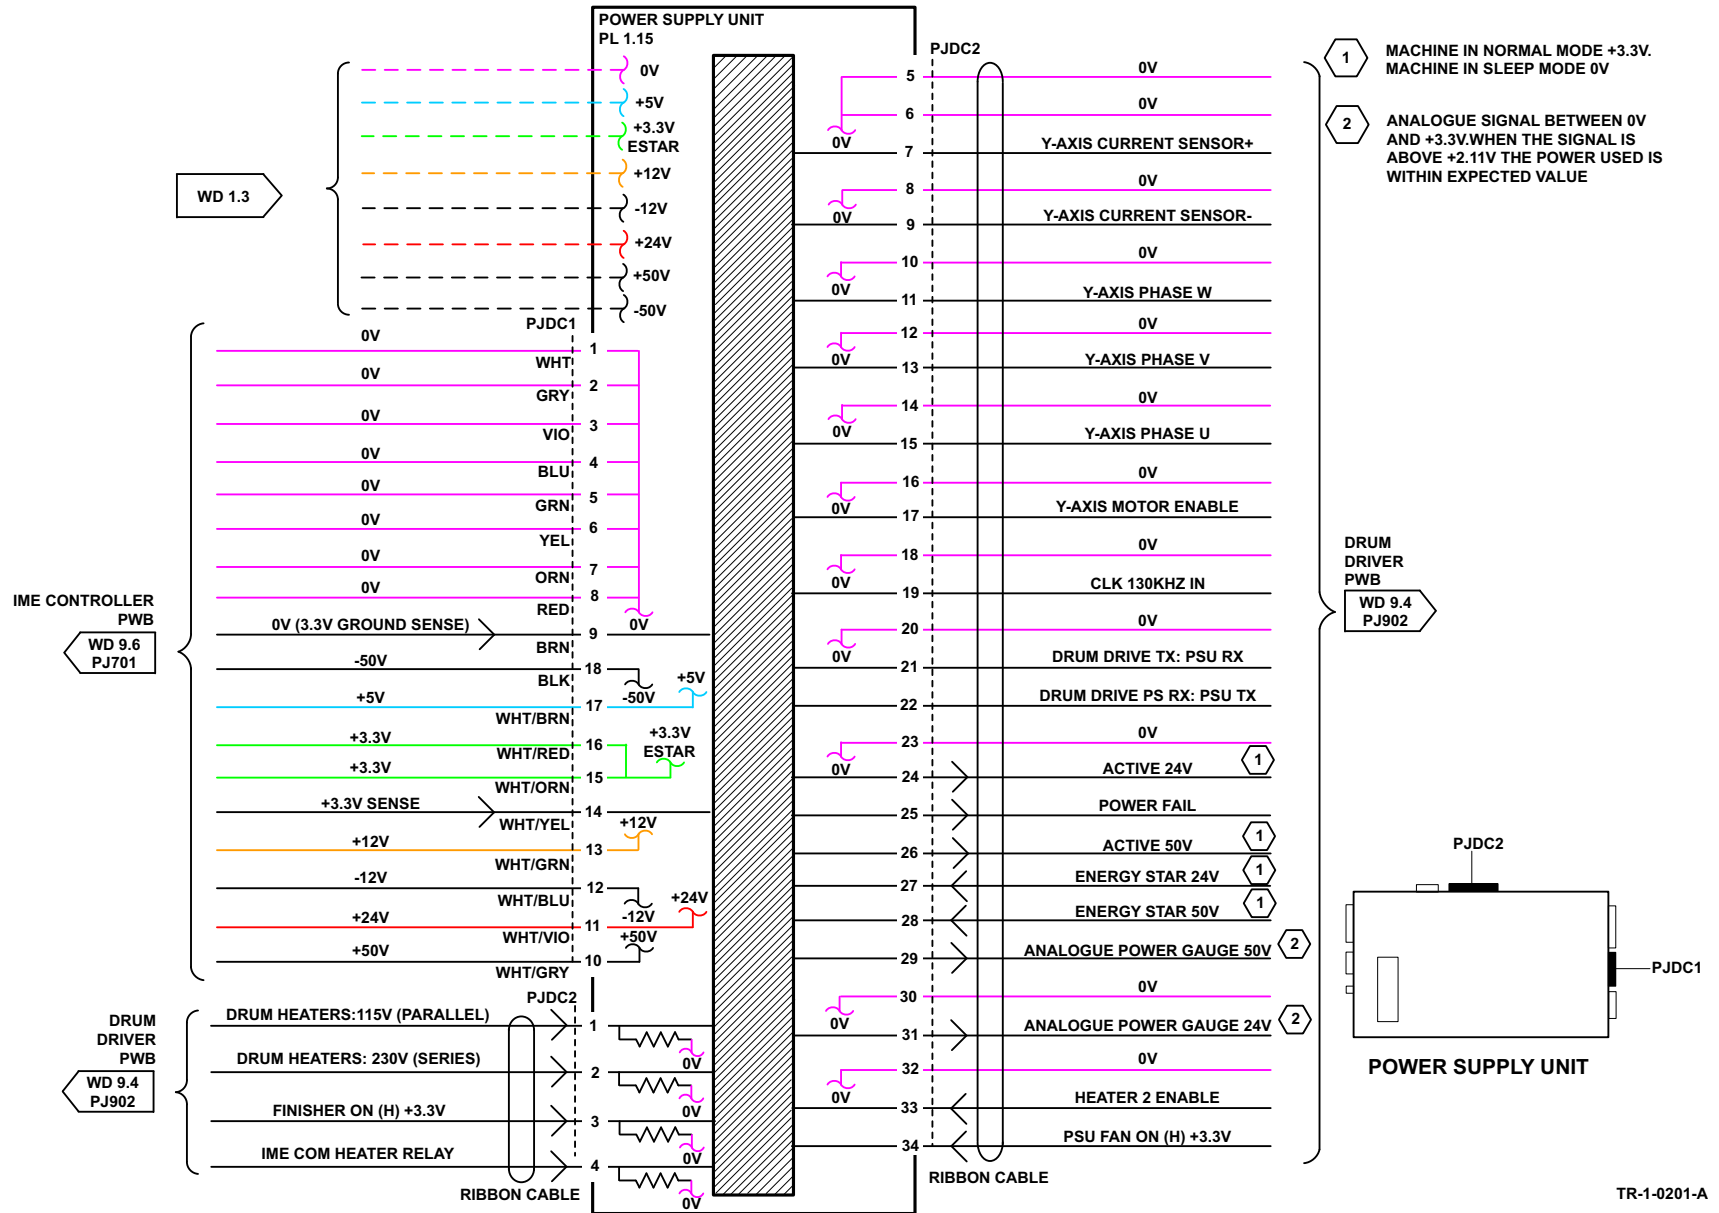 POWER SUPPLY UNIT
PL 1.15
0V
+5V
+3.3V
ESTAR
+12V
-12V
+24V
+50V
-50V
WD 1.3
PJDC1
0V
1
WHT
0V
2
GRY
0V
3
VIO
0V
4
BLU
0V
5
GRN
0V
6
YEL
0V
7
ORN
0V
8
RED
0V
0V (3.3V GROUND SENSE)
9
BRN
-50V
18
BLK
-50V
+5V
+5V
17
WHT/BRN
+3.3V
16
WHT/RED
+3.3V
ESTAR
+3.3V
15
WHT/ORN
+3.3V SENSE
14
WHT/YEL
+12V
+12V
13
WHT/GRN
-12V
12
WHT/BLU
-12V
+24V
+24V
11
WHT/VIO
+50V
+50V
10
WHT/GRY
IME CONTROLLER
PWB
WD 9.6
PJ701
PJDC2
DRUM HEATERS:115V (PARALLEL)
1
0V
DRUM HEATERS: 230V (SERIES)
2
0V
FINISHER ON (H) +3.3V
3
0V
IME COM HEATER RELAY
4
0V
RIBBON CABLE
DRUM
DRIVER
PWB
WD 9.4
PJ902
PJDC2
5
0V
6
0V
0V
7
Y-AXIS CURRENT SENSOR+
8
0V
0V
9
Y-AXIS CURRENT SENSOR-
10
0V
0V
11
Y-AXIS PHASE W
12
0V
0V
13
Y-AXIS PHASE V
14
0V
0V
15
Y-AXIS PHASE U
16
0V
0V
17
Y-AXIS MOTOR ENABLE
18
0V
0V
19
CLK 130KHZ IN
20
0V
0V
21
DRUM DRIVE TX: PSU RX
22
DRUM DRIVE PS RX: PSU TX
23
0V
0V
24
ACTIVE 24V
1
25
POWER FAIL
26
ACTIVE 50V
1
27
ENERGY STAR 24V
1
28
ENERGY STAR 50V
1
29
ANALOGUE POWER GAUGE 50V
2
30
0V
0V
31
ANALOGUE POWER GAUGE 24V
2
32
0V
0V
33
HEATER 2 ENABLE
34
PSU FAN ON (H) +3.3V
RIBBON CABLE
DRUM
DRIVER
PWB
WD 9.4
PJ902
1
MACHINE IN NORMAL MODE +3.3V.
MACHINE IN SLEEP MODE 0V
2
ANALOGUE SIGNAL BETWEEN 0V
AND +3.3V.WHEN THE SIGNAL IS
ABOVE +2.11V THE POWER USED IS
WITHIN EXPECTED VALUE
PJDC2
PJDC1
POWER SUPPLY UNIT
TR-1-0201-A